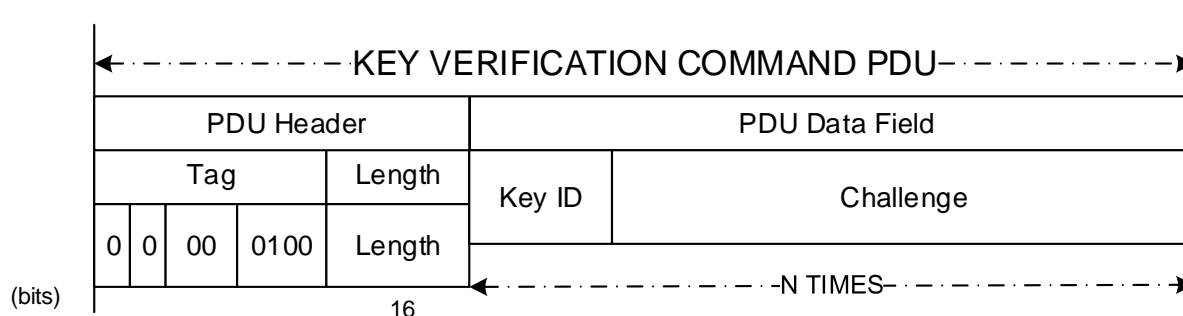 KEY VERIFICATION COMMAND PDU
PDU Header PDU Data Field
Tag Length Key ID Challenge
0 0 00 0100 Length
N TIMES
(bits) 16